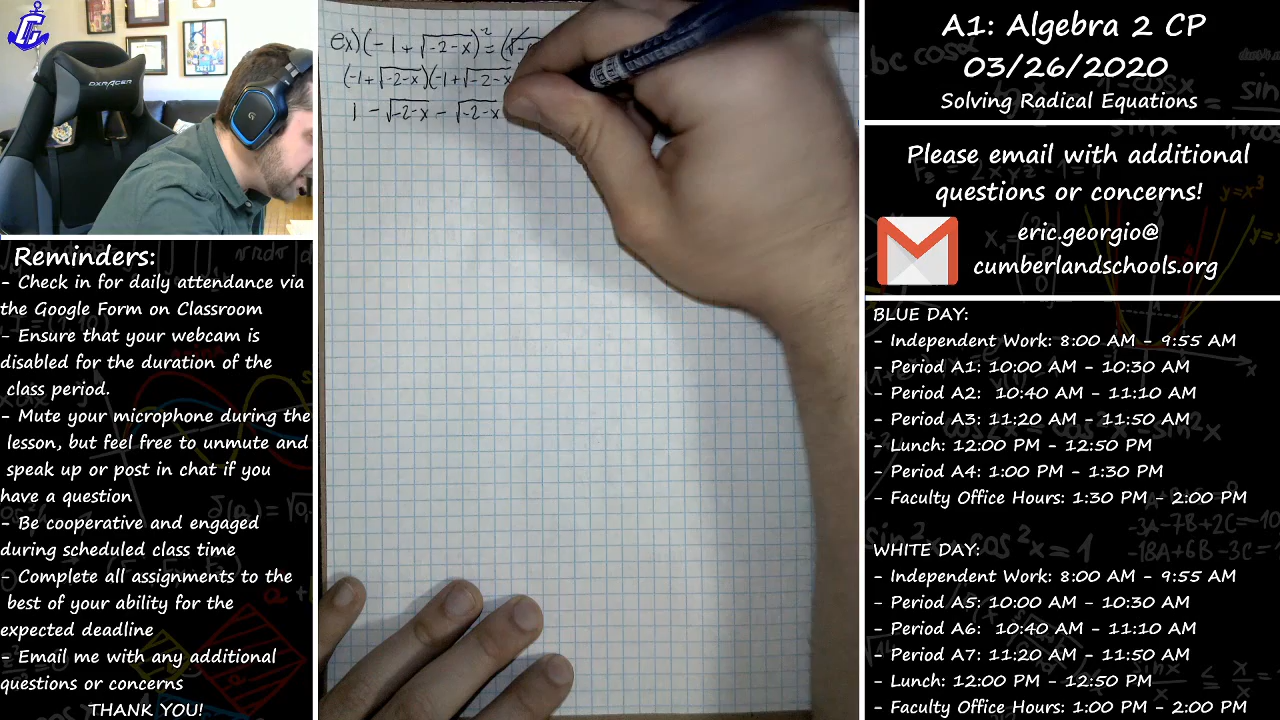 A1: Algebra 2 CP
03/26/2020
Solving Radical Equations
Please email with additional
questions or concerns!
eric.georgio@
cumberlandschools.org
BLUE DAY:
- Independent Work: 8:00 AM - 9:55 AM
- Period A1: 10:00 AM - 10:30 AM
- Period A2: 10:40 AM - 11:10 AM
- Period A3: 11:20 AM - 11:50 AM
- Lunch: 12:00 PM - 12:50 PM
- Period A4: 1:00 PM - 1:30 PM
- Faculty Office Hours: 1:30 PM - 2:00 PM
WHITE DAY:
- Independent Work: 8:00 AM - 9:55 AM
- Period A5: 10:00 AM - 10:30 AM
- Period A6: 10:40 AM - 11:10 AM
- Period A7: 11:20 AM - 11:50 AM
- Lunch: 12:00 PM - 12:50 PM
- Faculty Office Hours: 1:00 PM - 2:00 PM
Reminders:
- Check in for daily attendance via
the Google Form on Classroom
- Ensure that your webcam is
disabled for the duration of the
class period.
- Mute your microphone during the
lesson, but feel free to unmute and
speak up or post in chat if you
have a question
- Be cooperative and engaged
during scheduled class time
- Complete all assignments to the
best of your ability for the
expected deadline
- Email me with any additional
questions or concerns
THANK YOU!
ex) (-1 + √-2-x)² = (√
(-1+√-2-x)(-1+√-2-x
1 - √-2-x - √-2-x
DXRACER
UNIVERSITY